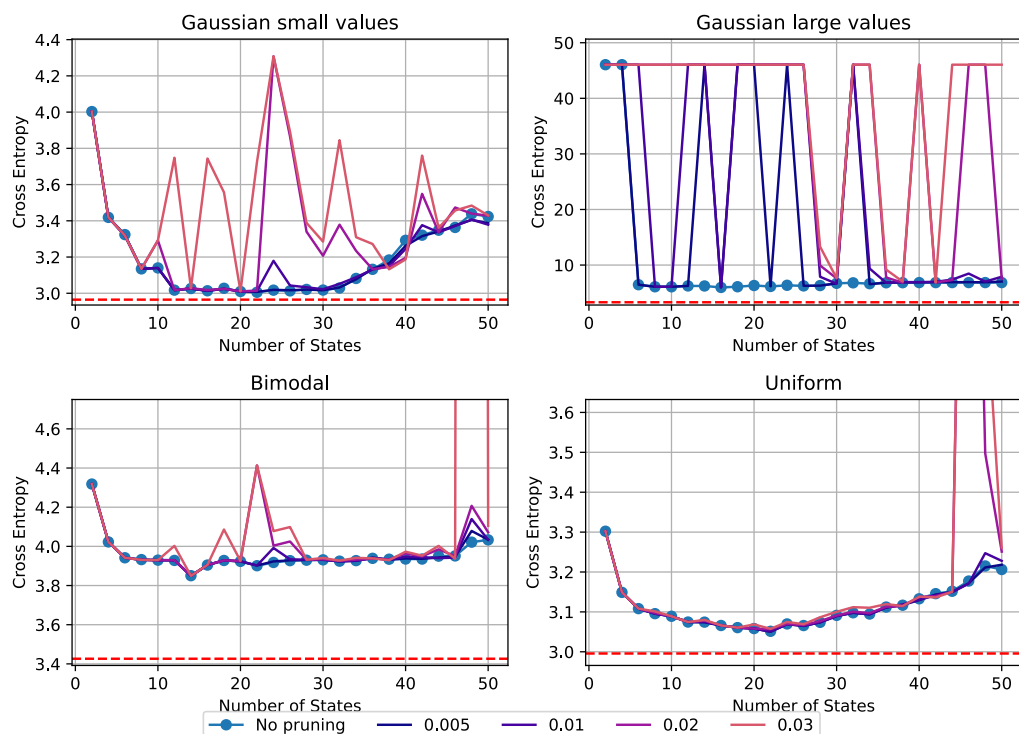 Gaussian small values
Gaussian large values
4.4
4.2
4.0
3.8
3.6
3.4
3.2
3.0
Cross Entropy
0 10 20 30 40 50
Number of States
50
40
30
20
10
Cross Entropy
0 10 20 30 40 50
Number of States
Bimodal
Uniform
4.6
4.4
4.2
4.0
3.8
3.6
3.4
Cross Entropy
0 10 20 30 40 50
Number of States
3.6
3.5
3.4
3.3
3.2
3.1
3.0
Cross Entropy
0 10 20 30 40 50
Number of States
No pruning 0.005 0.01 0.02 0.03